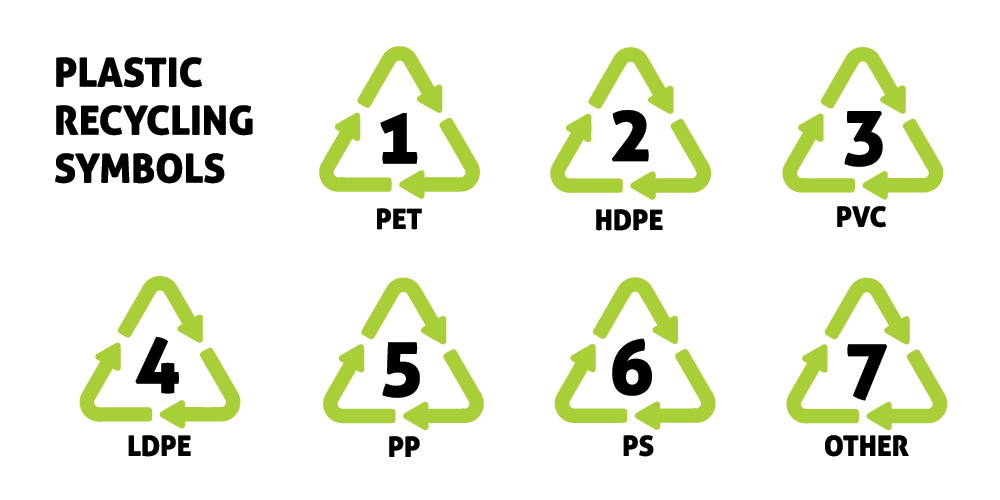 PLASTIC
RECYCLING
SYMBOLS
1
PET
2
HDPE
3
PVC
4
LDPE
5
PP
6
PS
7
OTHER